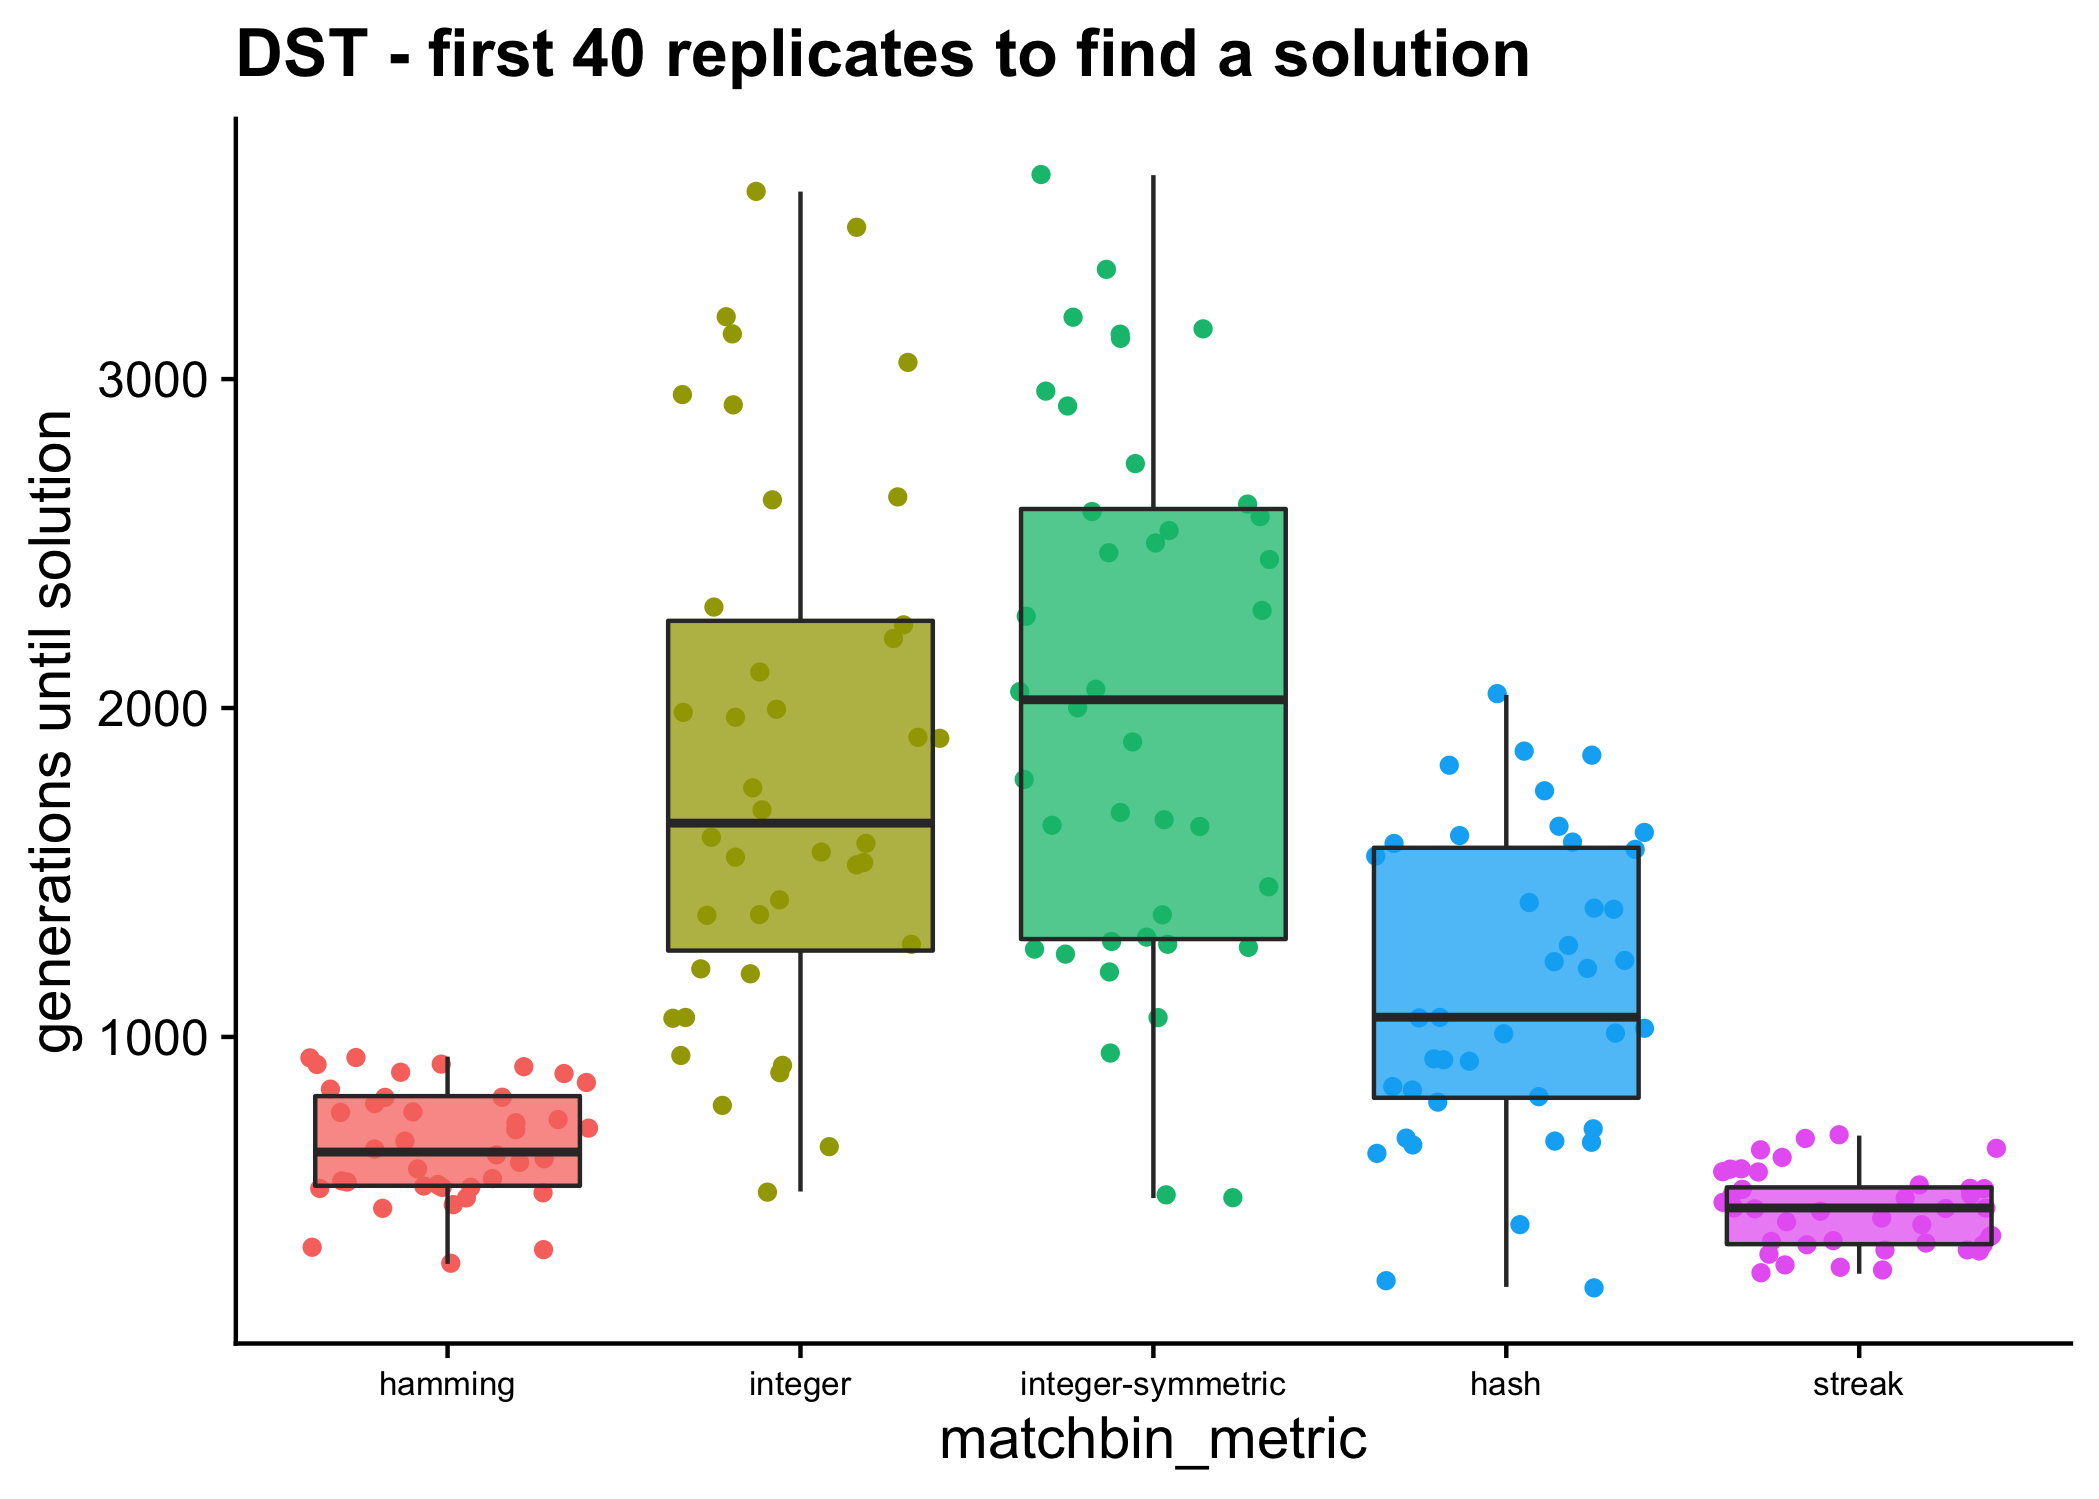 DST - first 40 replicates to find a solution
generations until solution
3000
2000
1000
hamming integer integer-symmetric hash streak
matchbin_metric